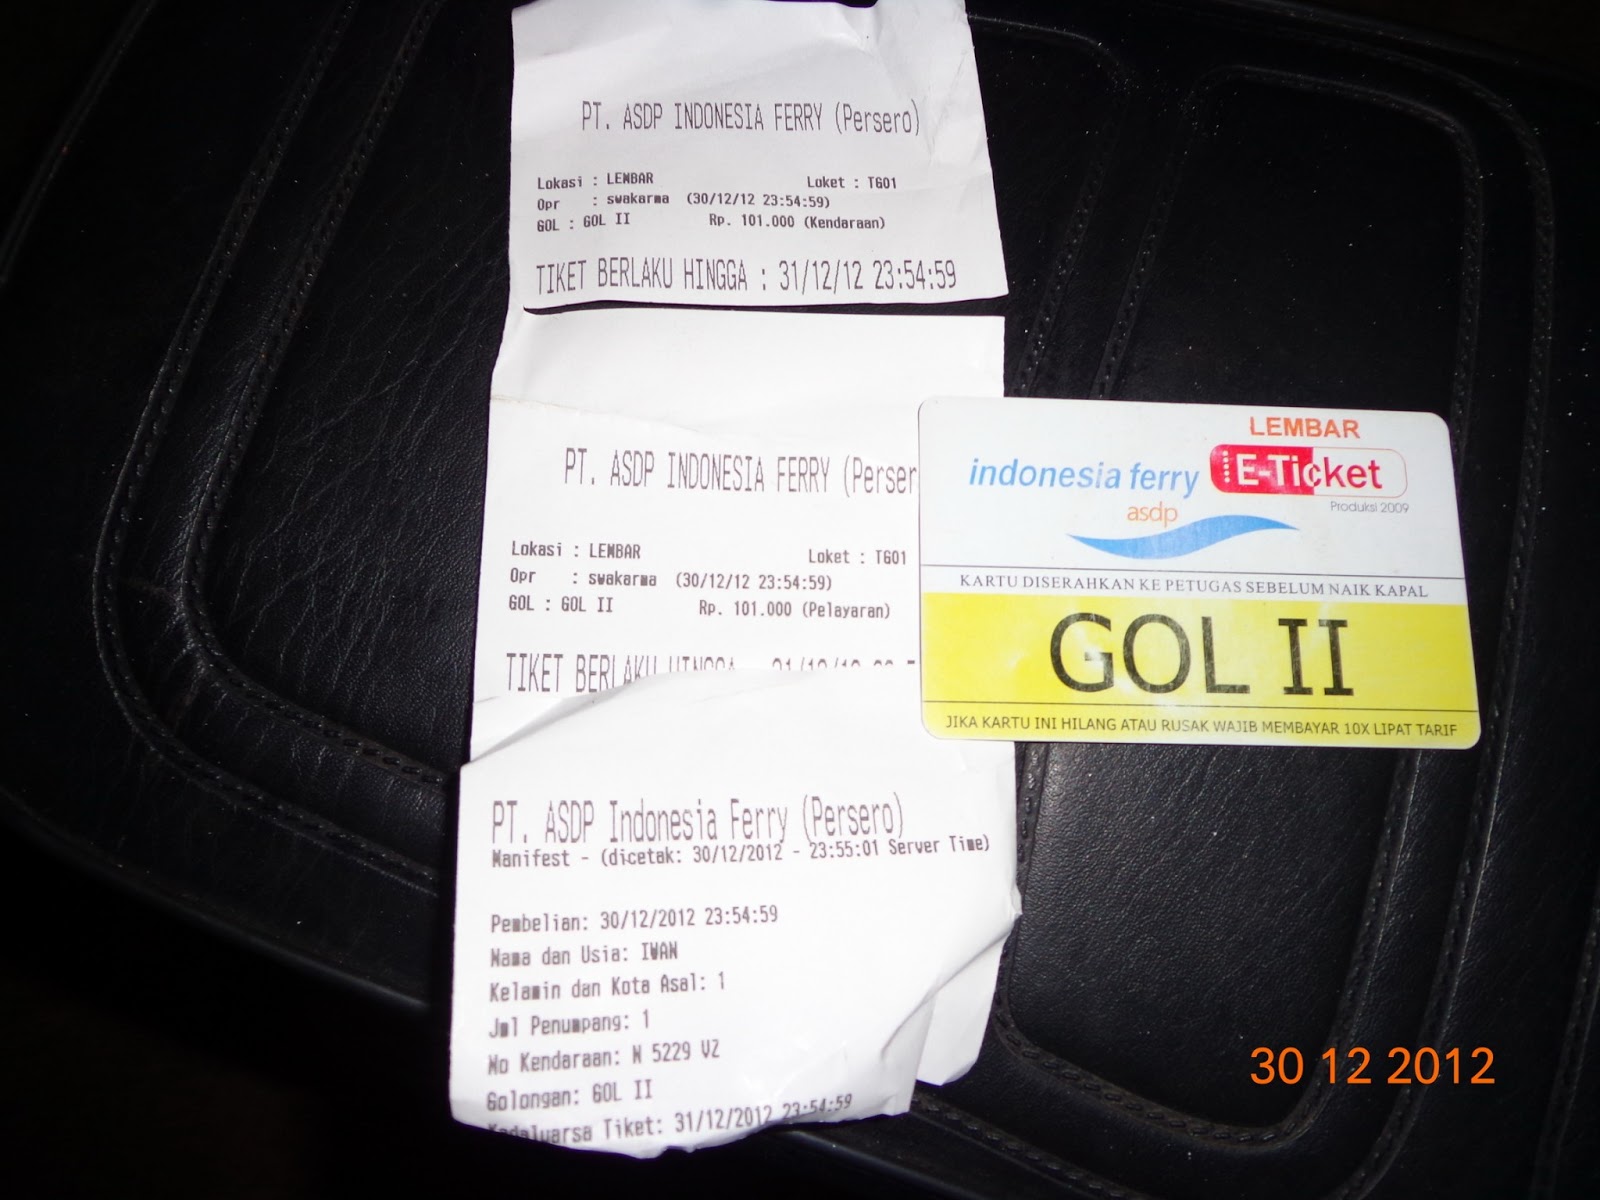 PT. ASDP INDONESIA FERRY (Persero)
Lokasi : LEMBAR Loket : TG01
Opr : swakarma (30/12/12 23:54:59)
GOL : GOL II Rp. 101.000 (Kendaraan)
TIKET BERLAKU HINGGA : 31/12/12 23:54:59
PT. ASDP INDONESIA FERRY (Perser
Lokasi : LEMBAR Loket : TG01
Opr : swakarma (30/12/12 23:54:59)
GOL : GOL II Rp. 101.000 (Pelayaran)
TIKET BERLAKU HINGGA
PT. ASDP Indonesia Ferry (Persero)
Manifest - (dicetak: 30/12/2012 - 23:55:01 Server Time)
Pembelian: 30/12/2012 23:54:59
Nama dan Usia: IWAN
Kelamin dan Kota Asal: 1
Jml Penumpang: 1
No Kendaraan: N 5229 VZ
Golongan: GOL II
Kadaluarsa Tiket: 31/12/2012 23:54:59
LEMBAR
indonesia ferry E-Ticket
asdp Produksi 2009
KARTU DISERAHKAN KE PETUGAS SEBELUM NAIK KAPAL
GOL II
JIKA KARTU INI HILANG ATAU RUSAK WAJIB MEMBAYAR 10X LIPAT TARIF
30 12 2012